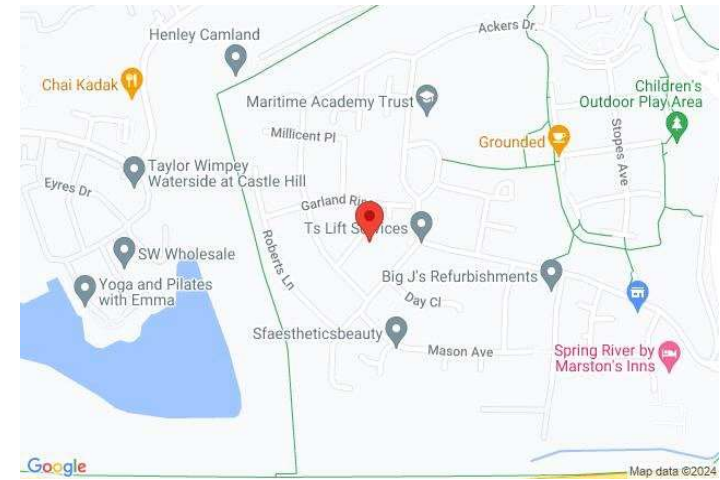 Henley Camland
Ackers Dr.
Chai Kadak
Children's
Outdoor Play Area
Maritime Academy Trust
Millicent Pl
Grounded
Stopes Ave
Taylor Wimpey
Waterside at Castle Hill
Eyres Dr
Garland Rise
Ts Lift Services
Roberts Ln
SW Wholesale
Big J's Refurbishments
Yoga and Pilates
with Emma
Day Cl
Sfaestheticsbeauty
Mason Ave
Spring River by
Marston's Inns
Google
Map data ©2024